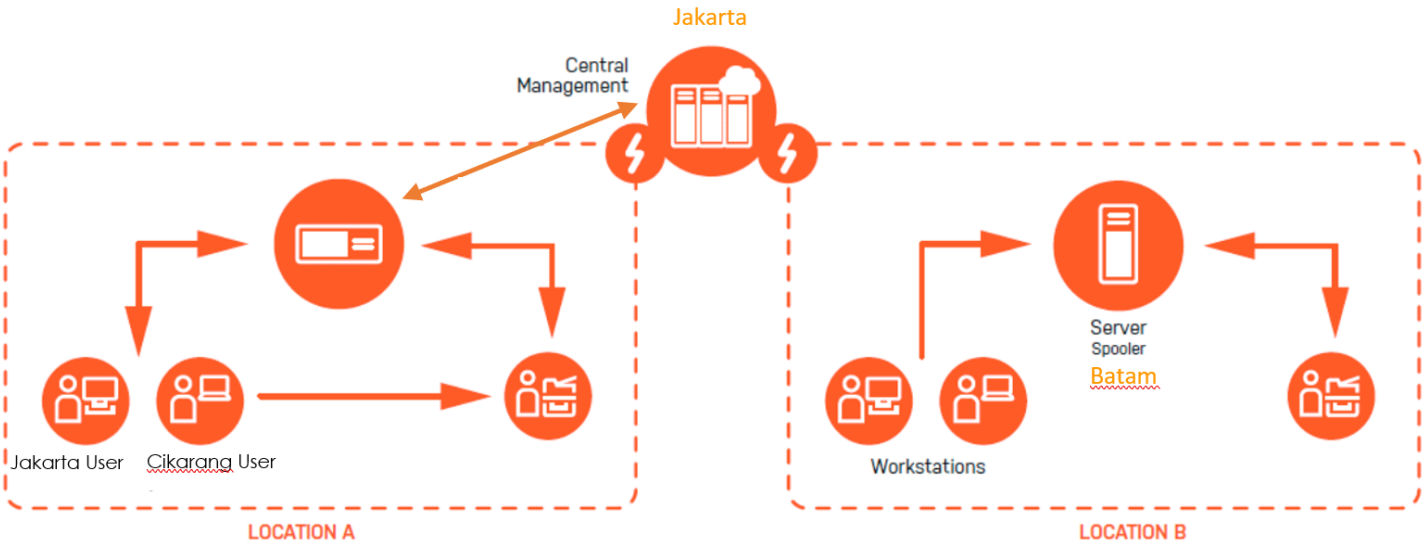 Jakarta
Central
Management
Server
Spooler
Batam
Jakarta User
Cikarang User
Workstations
LOCATION A
LOCATION B